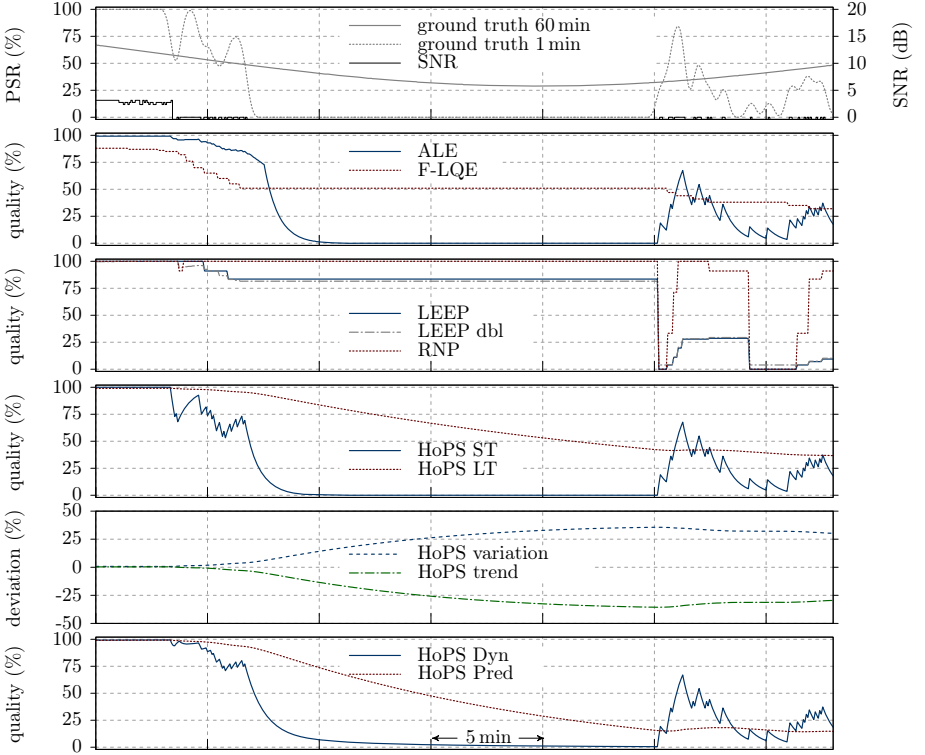 PSR (%)
100
75
50
25
0
ground truth 60 min
ground truth 1 min
SNR
20
15
10
5
0
SNR (dB)
quality (%)
100
75
50
25
0
ALE
F-LQE
quality (%)
100
75
50
25
0
LEEP
LEEP dbl
RNP
quality (%)
100
75
50
25
0
HoPS ST
HoPS LT
deviation (%)
50
25
0
-25
-50
HoPS variation
HoPS trend
quality (%)
100
75
50
25
0
HoPS Dyn
HoPS Pred
5 min